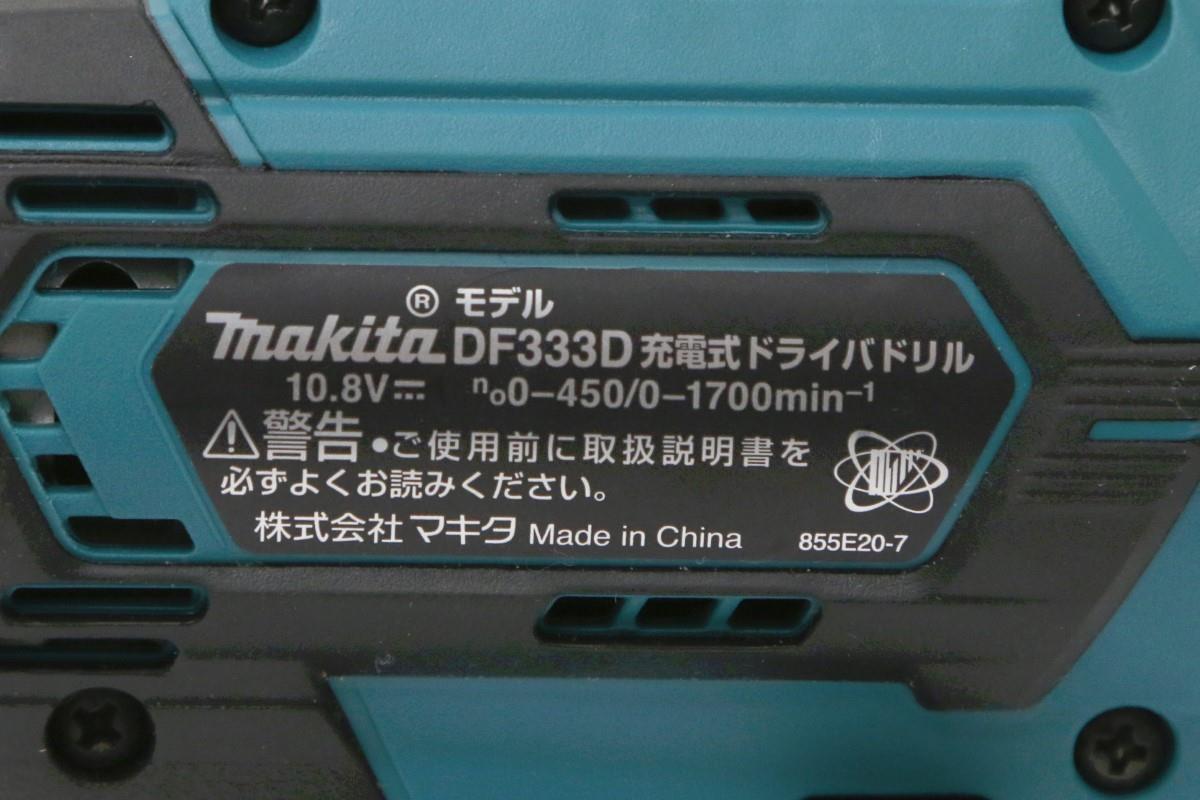 ® モデル
makita DF333D 充電式ドライバドリル
10.8V⎓ n₀0-450/0-1700min⁻¹
⚠警告 ●ご使用前に取扱説明書を
必ずよくお読みください。
株式会社 マキタ Made in China 855E20-7